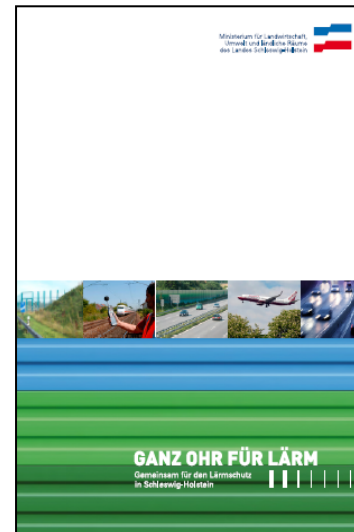 Ministerium für Landwirtschaft,
Umwelt und ländliche Räume
des Landes Schleswig-Holstein
GANZ OHR FÜR LÄRM
Gemeinsam für den Lärmschutz
in Schleswig-Holstein